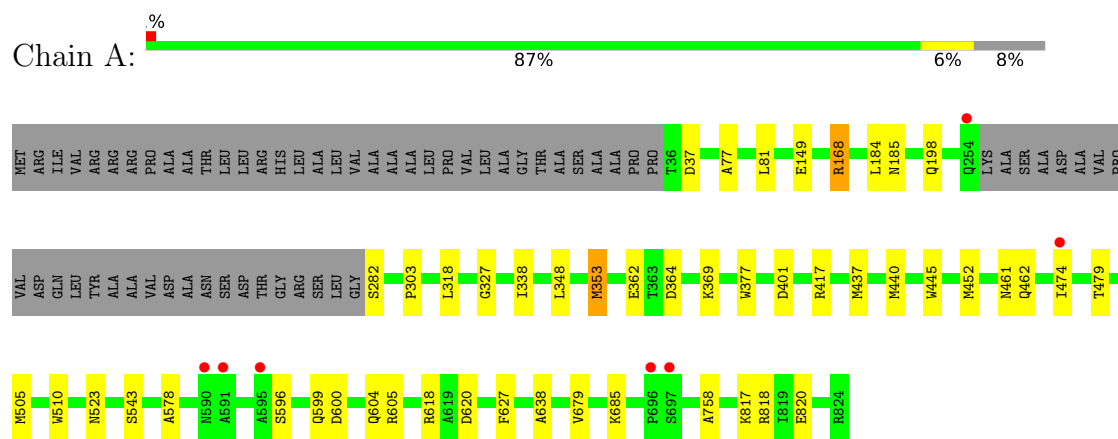 .%
Chain A:
87% 6% 8%
MET ARG ILE VAL ARG ARG ARG PRO ALA ALA THR LEU LEU ARG HIS LEU ALA LEU VAL ALA ALA ALA LEU PRO VAL LEU ALA GLY THR ALA SER ALA ALA PRO PRO T36 D37 A77 L81 E149 R168 L184 N185 Q198 Q254 LYS ALA SER ALA ASP ALA VAL PRO
VAL ASP GLN LEU TYR ALA ALA VAL ASP ALA ASN SER ASP THR GLY ARG SER LEU GLY S282 P303 L318 G327 I338 L348 M353 E362 T363 D364 K369 W377 D401 R417 M437 M440 W445 M452 N461 Q462 I474 T479
M505 W510 N523 S543 A578 N590 A591 A595 S596 Q599 D600 Q604 R605 R618 A619 D620 F627 A638 V679 K685 P696 S697 A758 K817 R818 I819 E820 R824